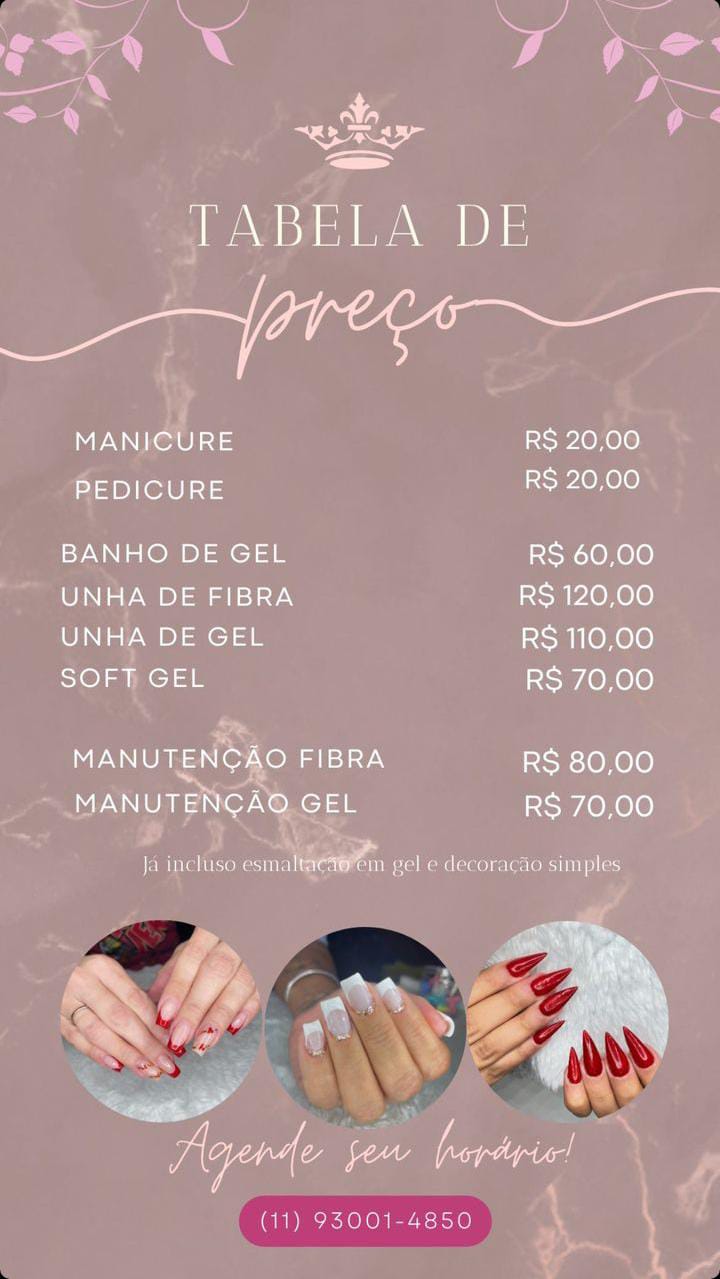 TABELA DE
preço
MANICURE R$ 20,00
PEDICURE R$ 20,00
BANHO DE GEL R$ 60,00
UNHA DE FIBRA R$ 120,00
UNHA DE GEL R$ 110,00
SOFT GEL R$ 70,00
MANUTENÇÃO FIBRA R$ 80,00
MANUTENÇÃO GEL R$ 70,00
Já incluso esmaltação em gel e decoração simples
Agende seu horário!
(11) 93001-4850